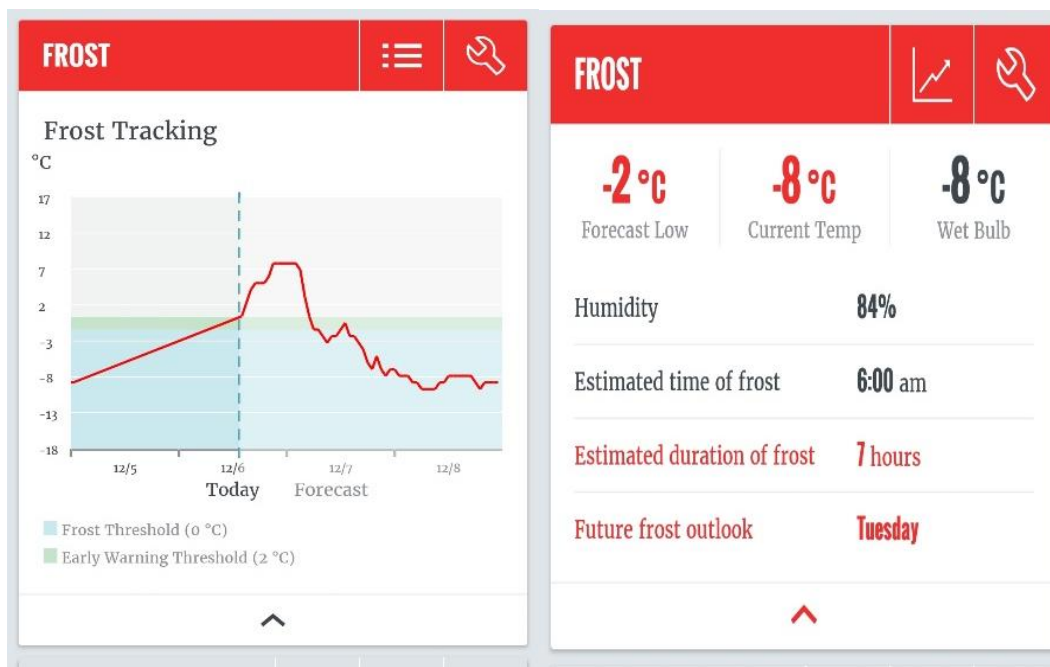 FROST
Frost Tracking
°C
17
12
7
2
-3
-8
-13
-18
12/5 12/6 12/7 12/8
Today Forecast
Frost Threshold (0 °C)
Early Warning Threshold (2 °C)
FROST
-2 °C -8 °C -8 °C
Forecast Low Current Temp Wet Bulb
Humidity 84%
Estimated time of frost 6:00 am
Estimated duration of frost 7 hours
Future frost outlook Tuesday